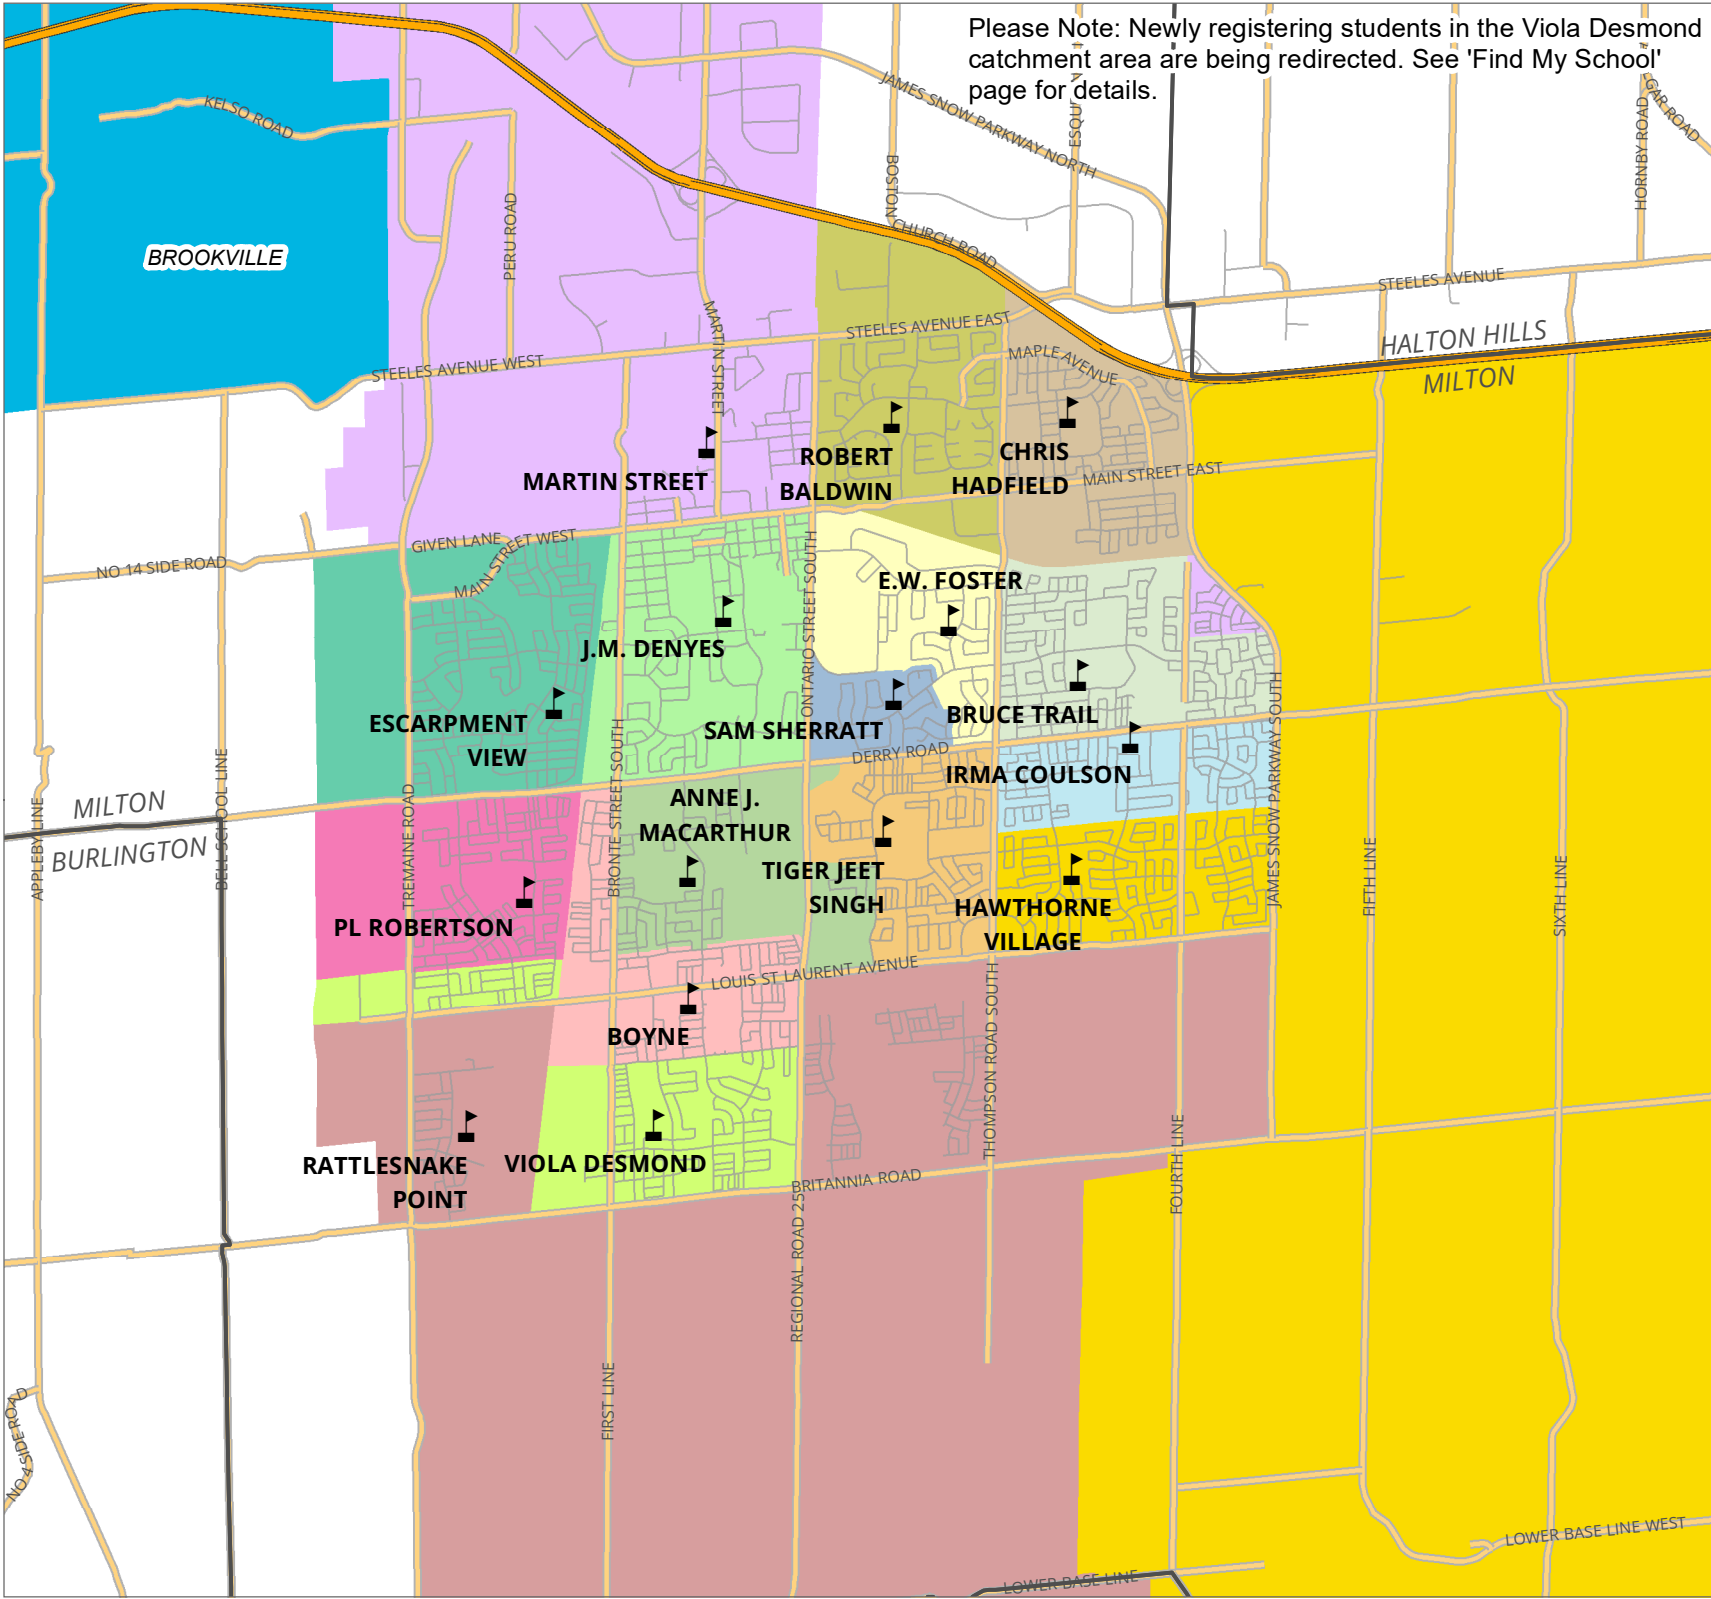 Please Note: Newly registering students in the Viola Desmond
catchment area are being redirected. See 'Find My School'
page for details.
KELSO ROAD
JAMES SNOW PARKWAY NORTH
ESQUE
HORNBY ROAD
GAR ROAD
BOSTON
CHURCH ROAD
PERU ROAD
BROOKVILLE
STEELES AVENUE
HALTON HILLS
MILTON
STEELES AVENUE EAST
STEELES AVENUE WEST
MARTIN STREET
MAPLE AVENUE
MARTIN STREET
ROBERT
BALDWIN
CHRIS
HADFIELD
MAIN STREET EAST
GIVEN LANE
MAIN STREET WEST
NO 14 SIDE ROAD
ONTARIO STREET SOUTH
E.W. FOSTER
J.M. DENYES
ESCARPMENT
VIEW
SAM SHERRATT
BRUCE TRAIL
DERRY ROAD
IRMA COULSON
JAMES SNOW PARKWAY SOUTH
BRONTE STREET SOUTH
MILTON
BURLINGTON
APPLEBY LINE
BELL SCHOOL LINE
TREMAINE ROAD
ANNE J.
MACARTHUR
TIGER JEET
SINGH
HAWTHORNE
VILLAGE
FIFTH LINE
SIXTH LINE
PL ROBERTSON
LOUIS ST LAURENT AVENUE
BOYNE
THOMPSON ROAD SOUTH
RATTLESNAKE
POINT
VIOLA DESMOND
BRITANNIA ROAD
FOURTH LINE
REGIONAL ROAD 25
FIRST LINE
NO 4 SIDE ROAD
LOWER BASE LINE WEST
LOWER BASE LINE